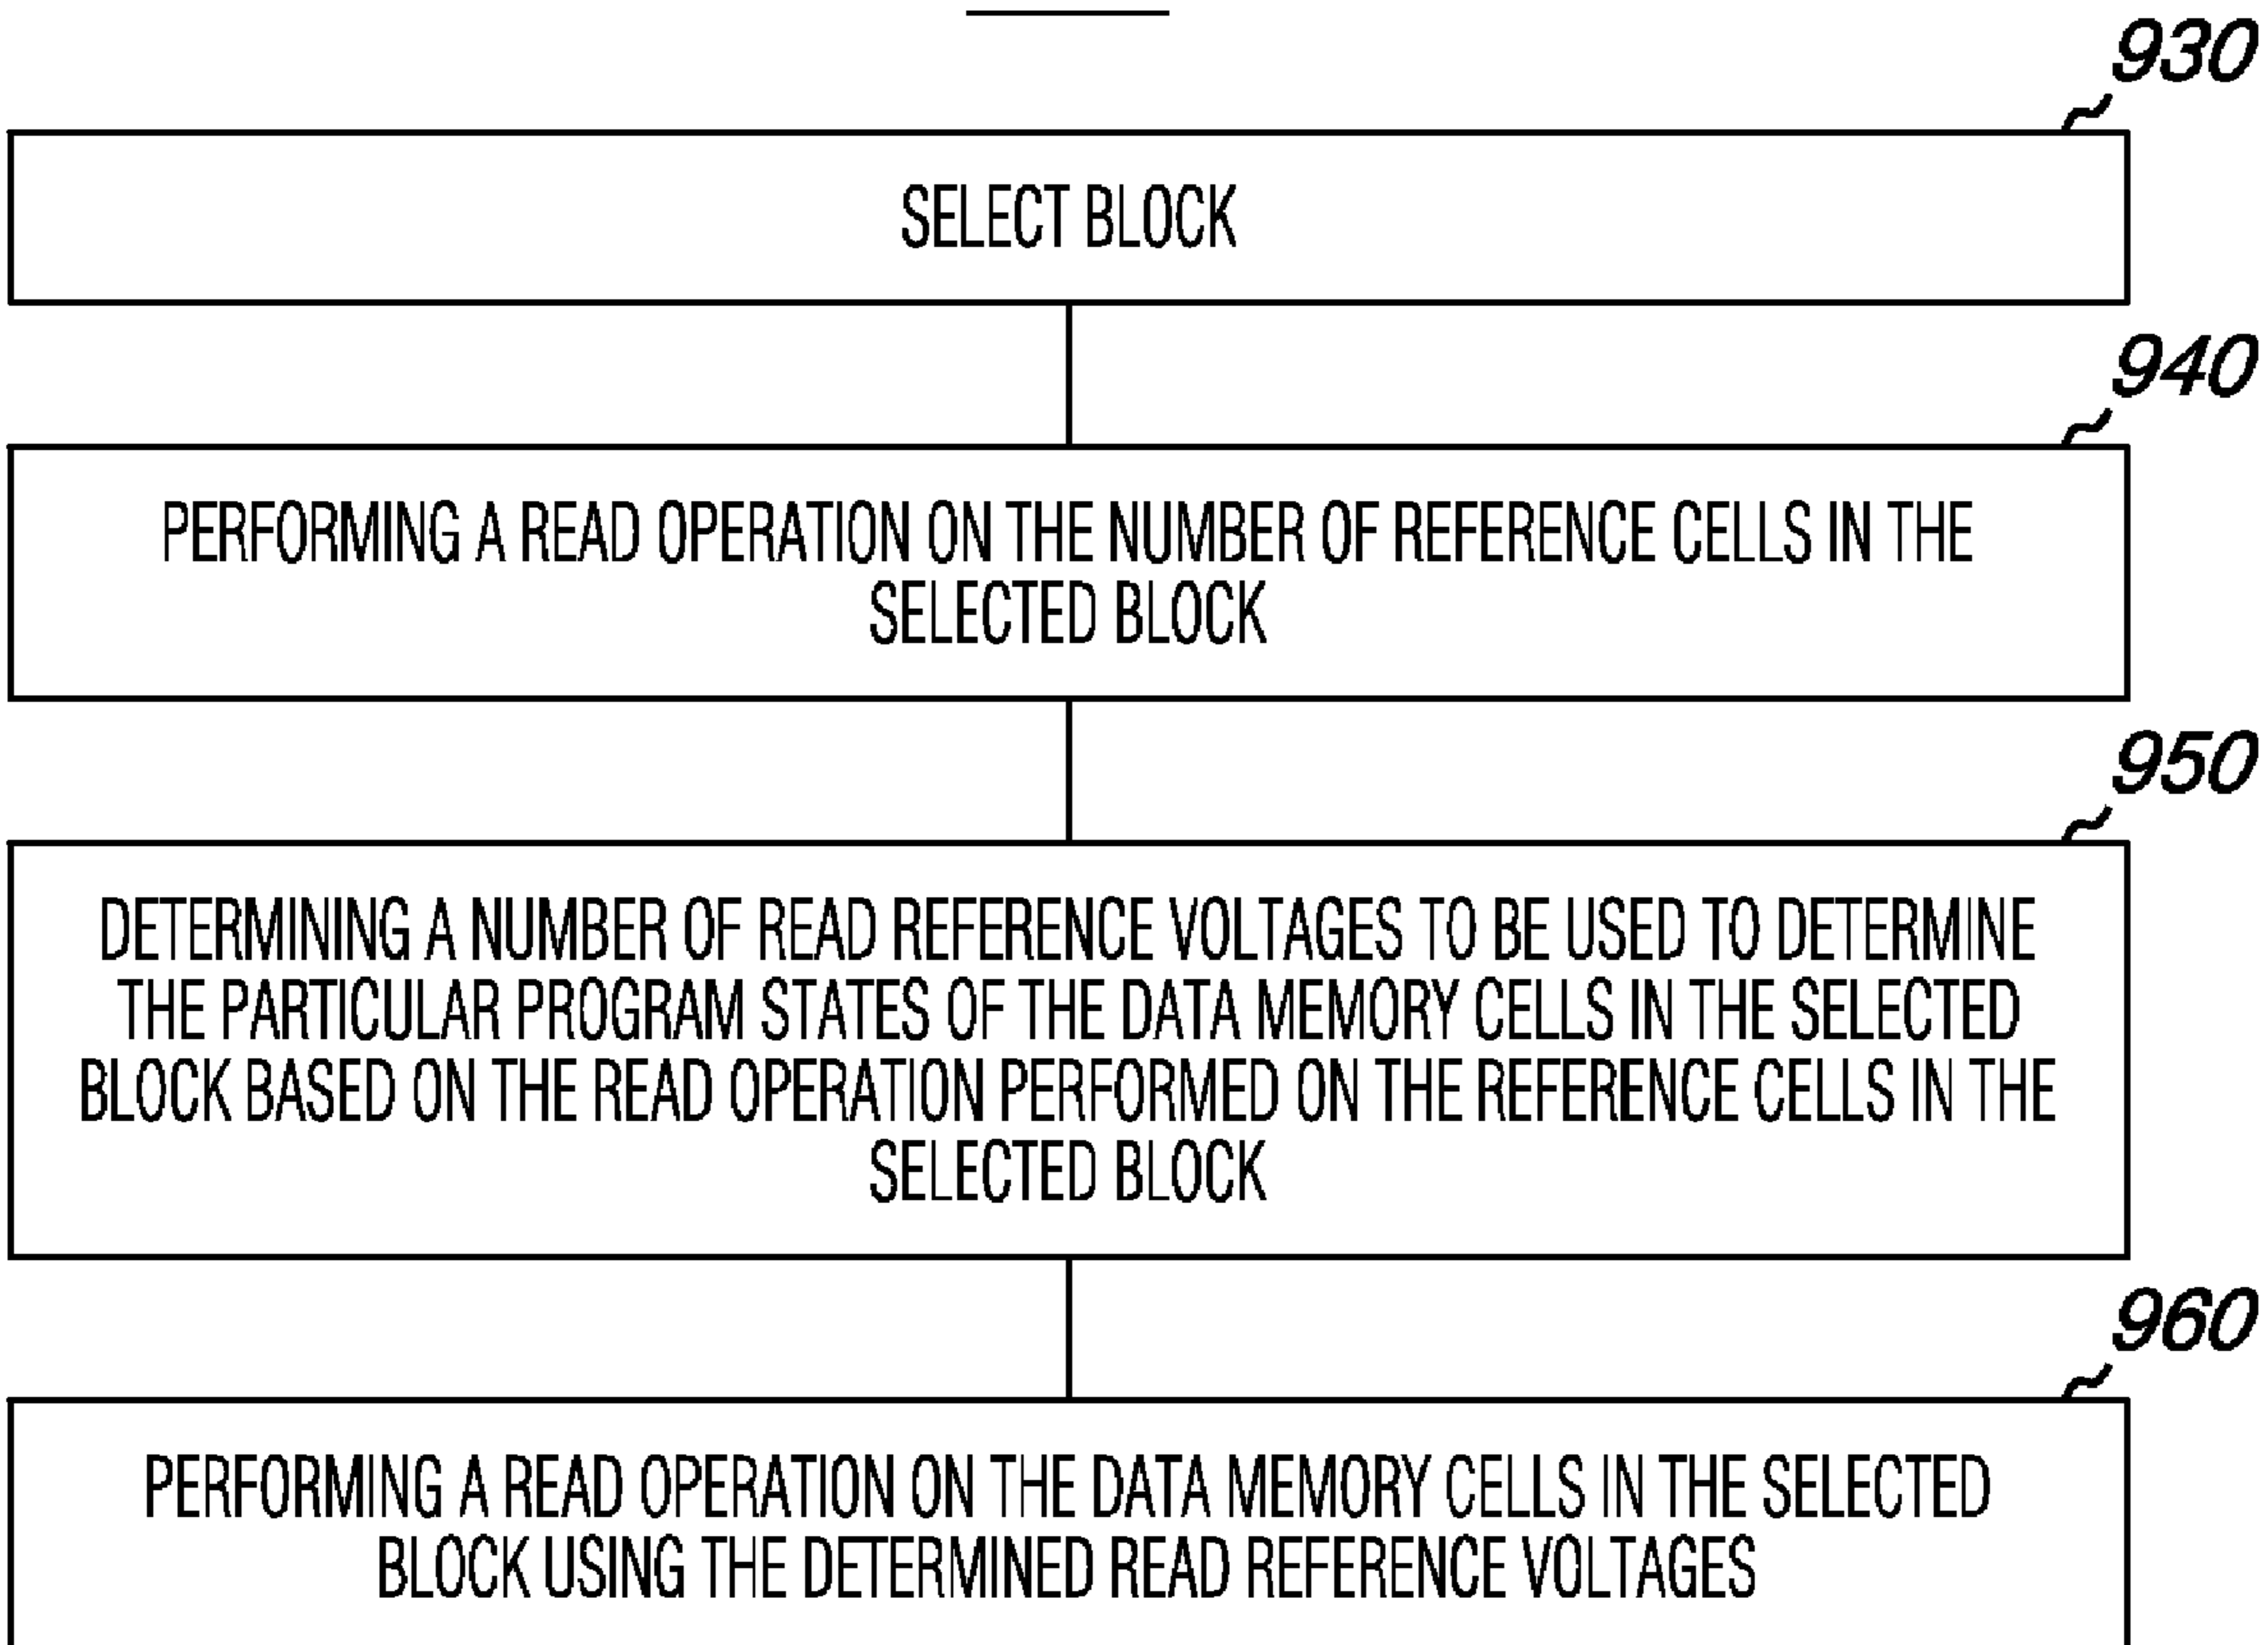 930
SELECT BLOCK
940
PERFORMING A READ OPERATION ON THE NUMBER OF REFERENCE CELLS IN THE
SELECTED BLOCK
950
DETERMINING A NUMBER OF READ REFERENCE VOLTAGES TO BE USED TO DETERMINE
THE PARTICULAR PROGRAM STATES OF THE DATA MEMORY CELLS IN THE SELECTED
BLOCK BASED ON THE READ OPERATION PERFORMED ON THE REFERENCE CELLS IN THE
SELECTED BLOCK
960
PERFORMING A READ OPERATION ON THE DATA MEMORY CELLS IN THE SELECTED
BLOCK USING THE DETERMINED READ REFERENCE VOLTAGES